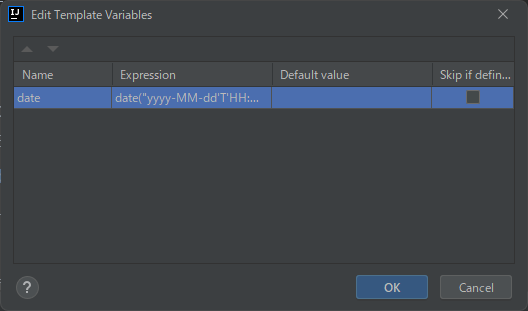 IJ Edit Template Variables
Name Expression Default value Skip if defin...
date date("yyyy-MM-dd'T'HH:...
? OK Cancel